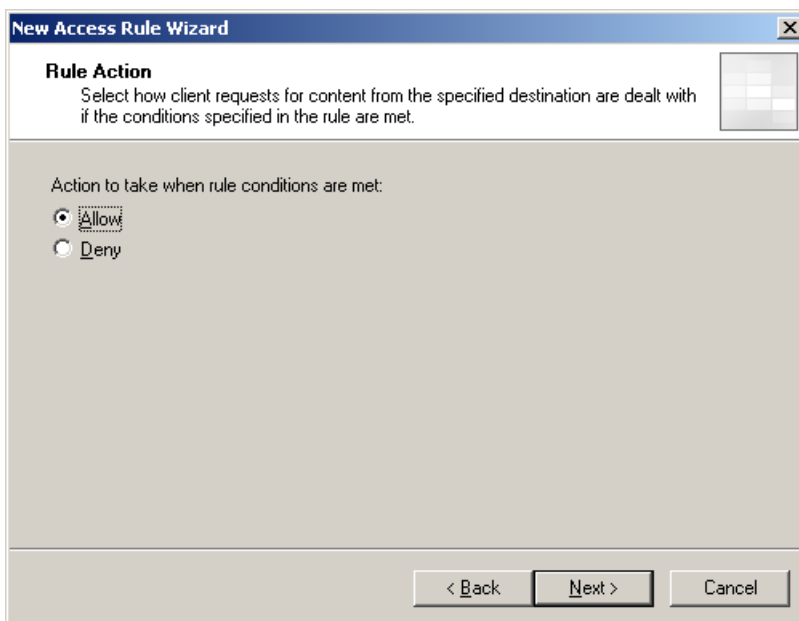 New Access Rule Wizard
Rule Action
Select how client requests for content from the specified destination are dealt with
if the conditions specified in the rule are met.
Action to take when rule conditions are met:
Allow
Deny
< Back
Next >
Cancel